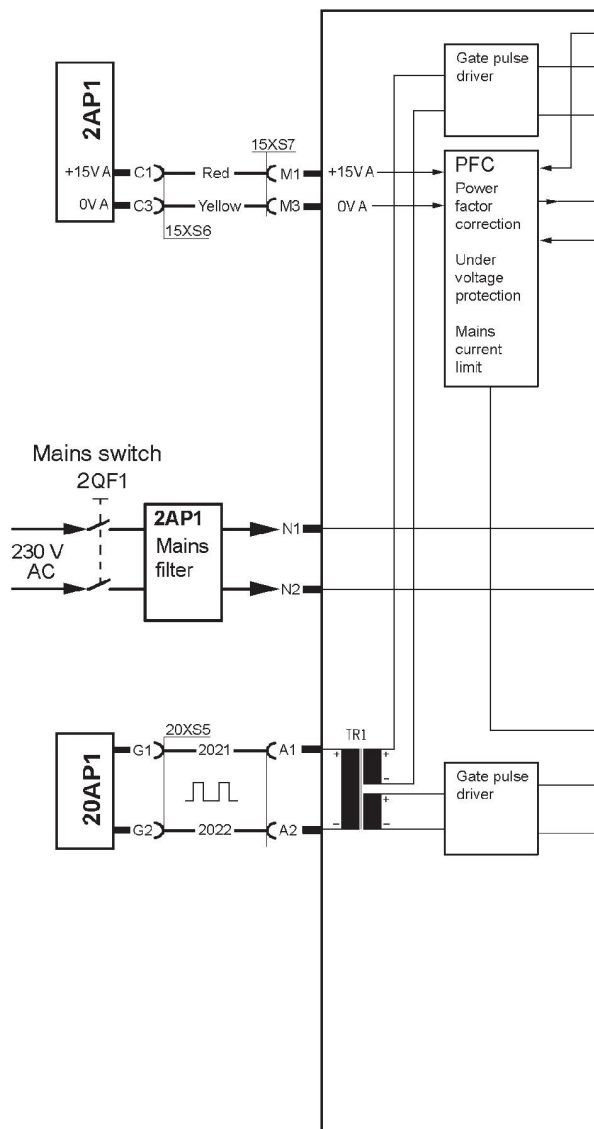 Gate pulse
driver
2AP1
15XS7
+15V A
C1
Red
M1
+15V A
0V A
C3
Yellow
M3
0V A
15XS6
PFC
Power
factor
correction
Under
voltage
protection
Mains
current
limit
Mains switch
2QF1
230 V
AC
2AP1
Mains
filter
N1
N2
20AP1
20XS5
G1
2021
A1
G2
2022
A2
TR1
+
+
-
+
-
-
Gate pulse
driver